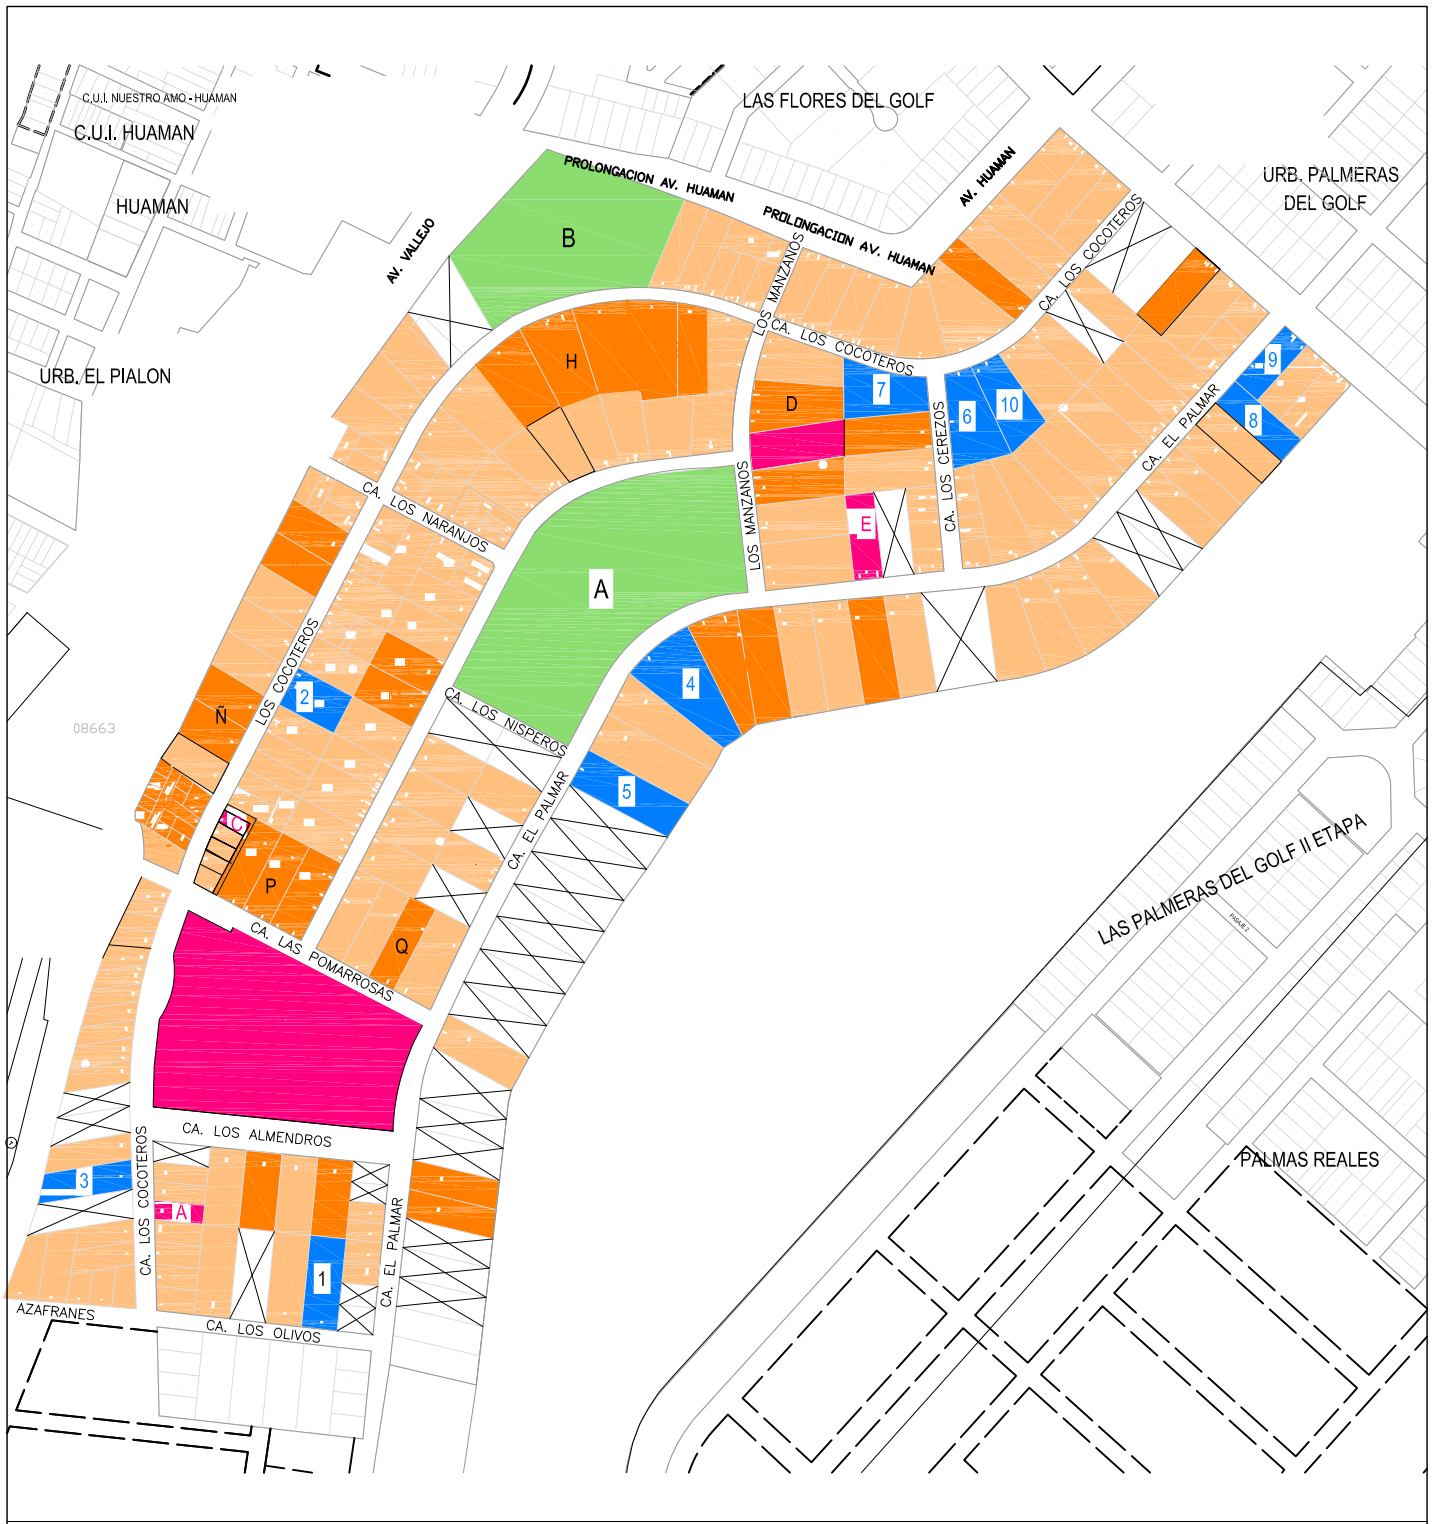 C.U.I. NUESTRO AMO - HUAMAN
C.U.I. HUAMAN
HUAMAN
URB. EL PIALON
LAS FLORES DEL GOLF
URB. PALMERAS
DEL GOLF
PROLONGACION AV. HUAMAN
PROLONGACION AV. HUAMAN
AV. HUAMAN
AV. VALLEJO
B
LOS MANZANOS
CA. LOS COCOTEROS
CA. LOS COCOTEROS
H
D
7
6
10
9
8
CA. EL PALMAR
CA. LOS CEREZOS
LOS MANZANOS
E
CA. LOS NARANJOS
A
LOS COCOTEROS
2
4
Ñ
08663
CA. LOS NISPEROS
5
CA. EL PALMAR
C
P
Q
CA. LAS POMARROSAS
LAS PALMERAS DEL GOLF II ETAPA
PASAJE 2
CA. LOS ALMENDROS
PALMAS REALES
3
CA. LOS COCOTEROS
A
CA. EL PALMAR
1
AZAFRANES
CA. LOS OLIVOS